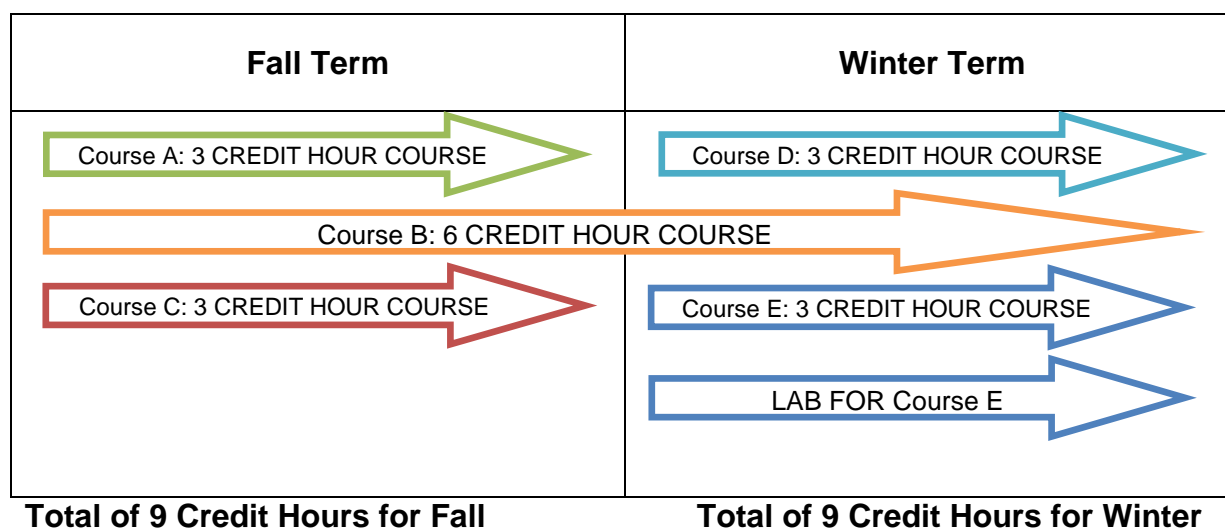 Fall Term
Winter Term
Course A: 3 CREDIT HOUR COURSE
Course D: 3 CREDIT HOUR COURSE
Course B: 6 CREDIT HOUR COURSE
Course C: 3 CREDIT HOUR COURSE
Course E: 3 CREDIT HOUR COURSE
LAB FOR Course E
Total of 9 Credit Hours for Fall
Total of 9 Credit Hours for Winter